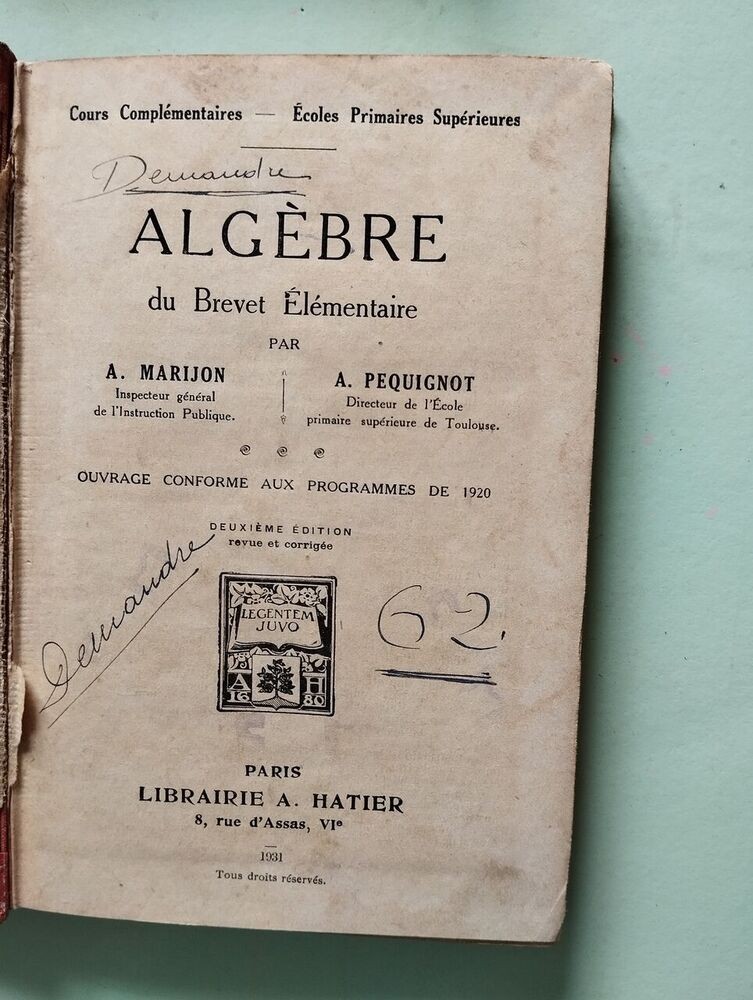 Cours Complémentaires — Écoles Primaires Supérieures
Demandre
ALGÈBRE
du Brevet Élémentaire
PAR
A. MARIJON
Inspecteur général
de l'Instruction Publique.
A. PEQUIGNOT
Directeur de l'École
primaire supérieure de Toulouse.
OUVRAGE CONFORME AUX PROGRAMMES DE 1920
DEUXIÈME ÉDITION
revue et corrigée
Demandre
LEGENTEM
JUVO
A H
16 80
62
PARIS
LIBRAIRIE A. HATIER
8, rue d'Assas, VIe
1931
Tous droits réservés.